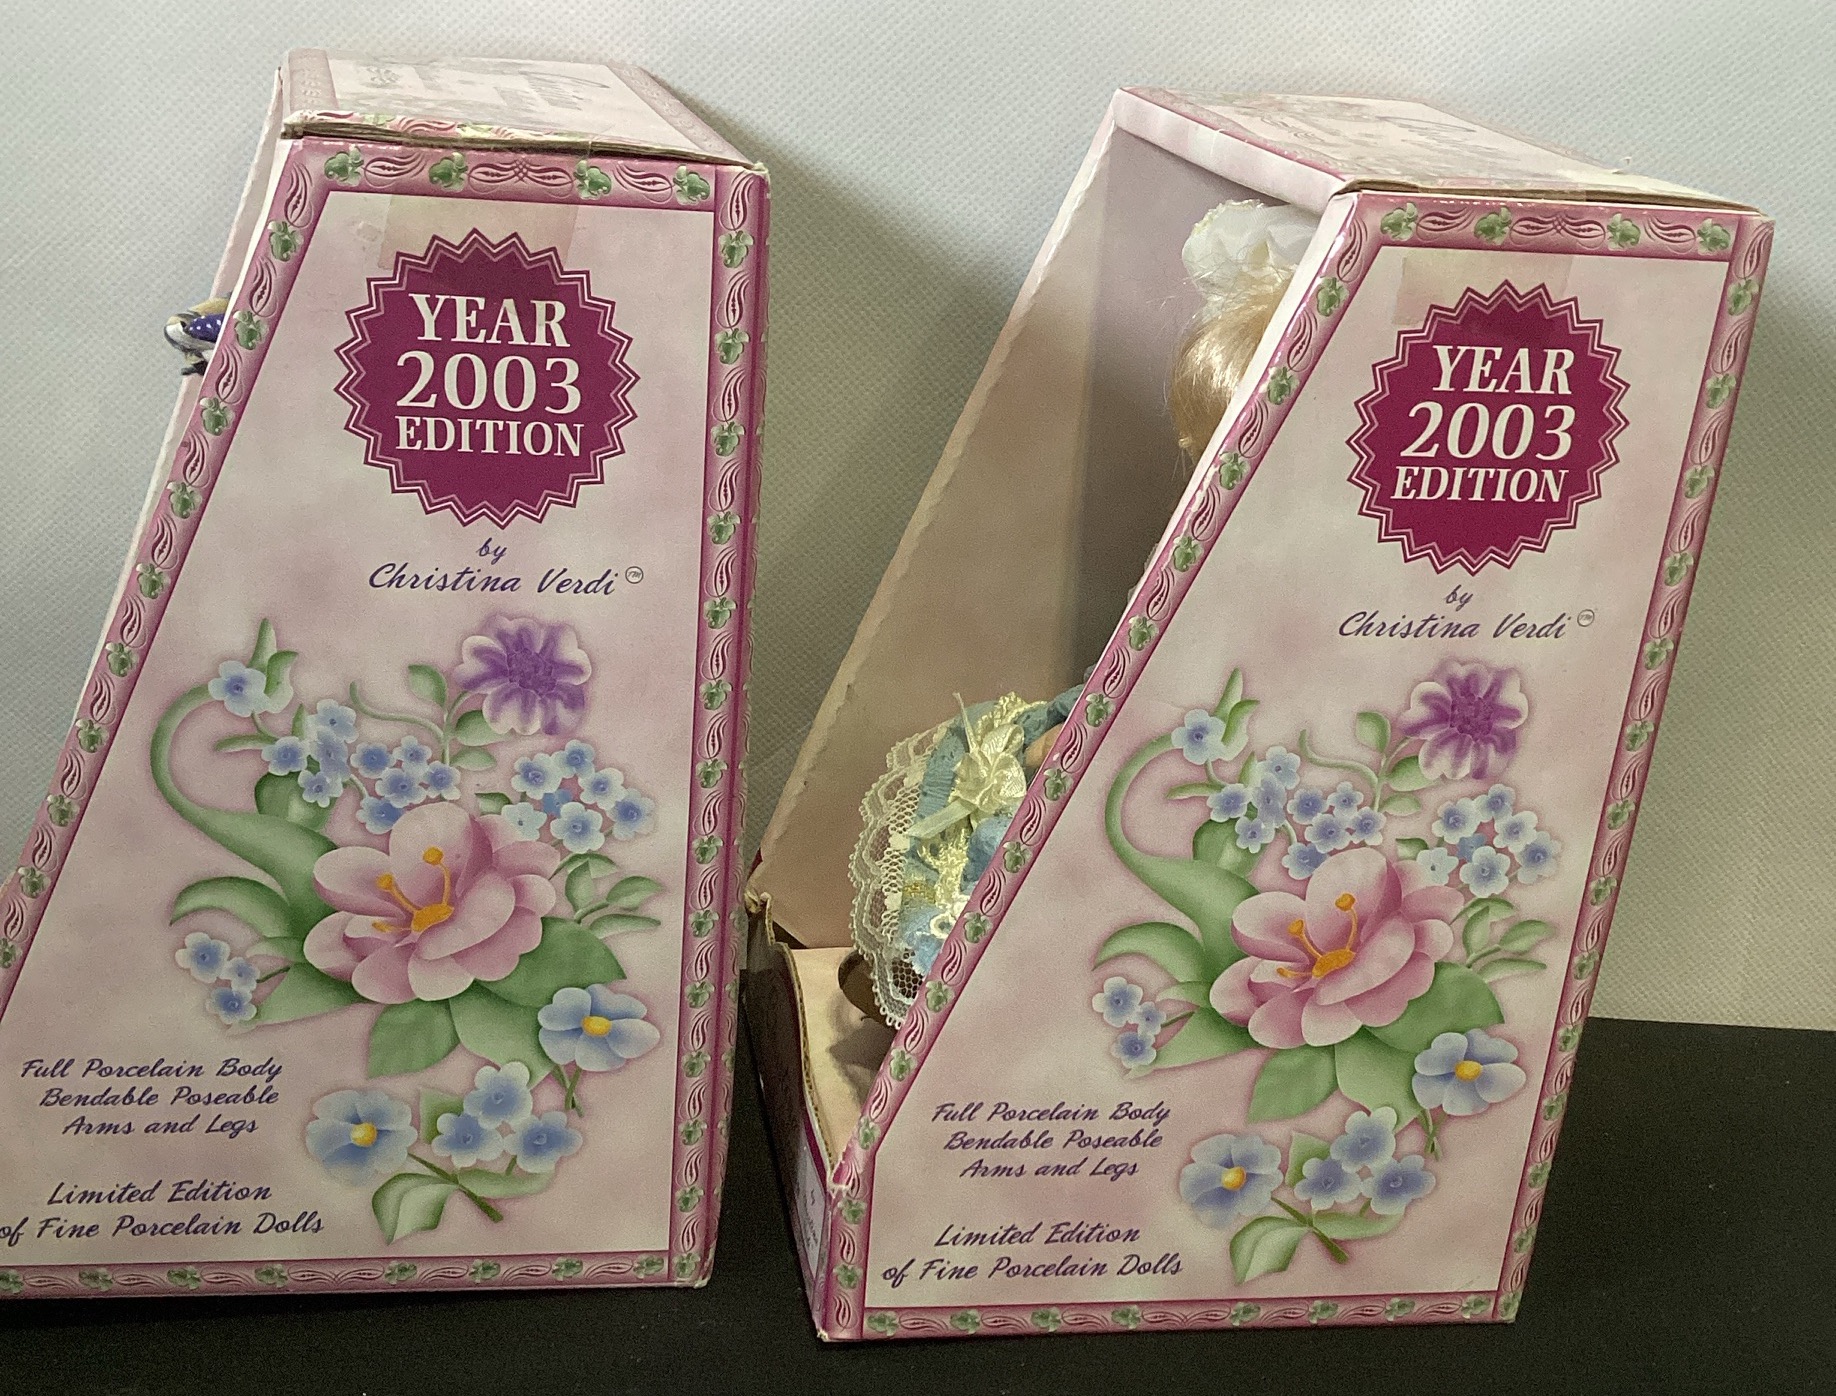 YEAR
2003
EDITION
by
Christina Verdi™
Full Porcelain Body
Bendable Poseable
Arms and Legs
Limited Edition
of Fine Porcelain Dolls
YEAR
2003
EDITION
by
Christina Verdi™
Full Porcelain Body
Bendable Poseable
Arms and Legs
Limited Edition
of Fine Porcelain Dolls